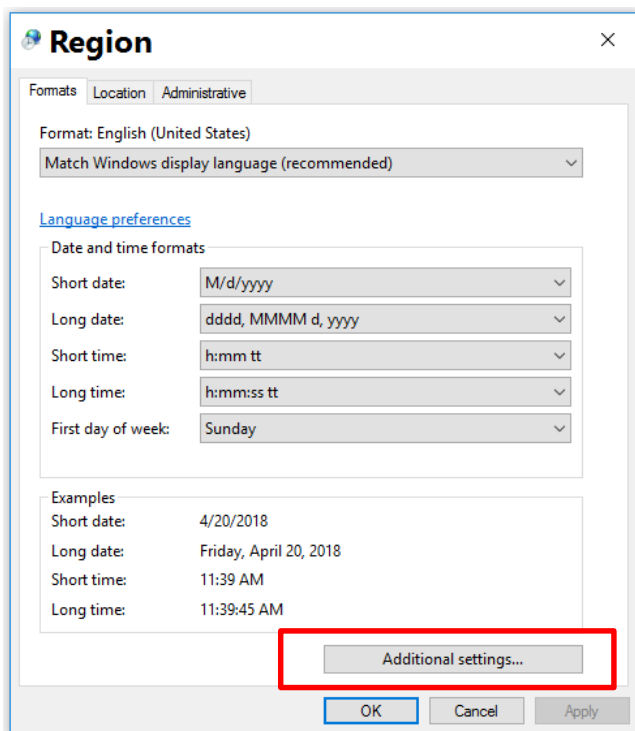 Region
Formats Location Administrative
Format: English (United States)
Match Windows display language (recommended)
Language preferences
Date and time formats
Short date: M/d/yyyy
Long date: dddd, MMMM d, yyyy
Short time: h:mm tt
Long time: h:mm:ss tt
First day of week: Sunday
Examples
Short date: 4/20/2018
Long date: Friday, April 20, 2018
Short time: 11:39 AM
Long time: 11:39:45 AM
Additional settings...
OK Cancel Apply